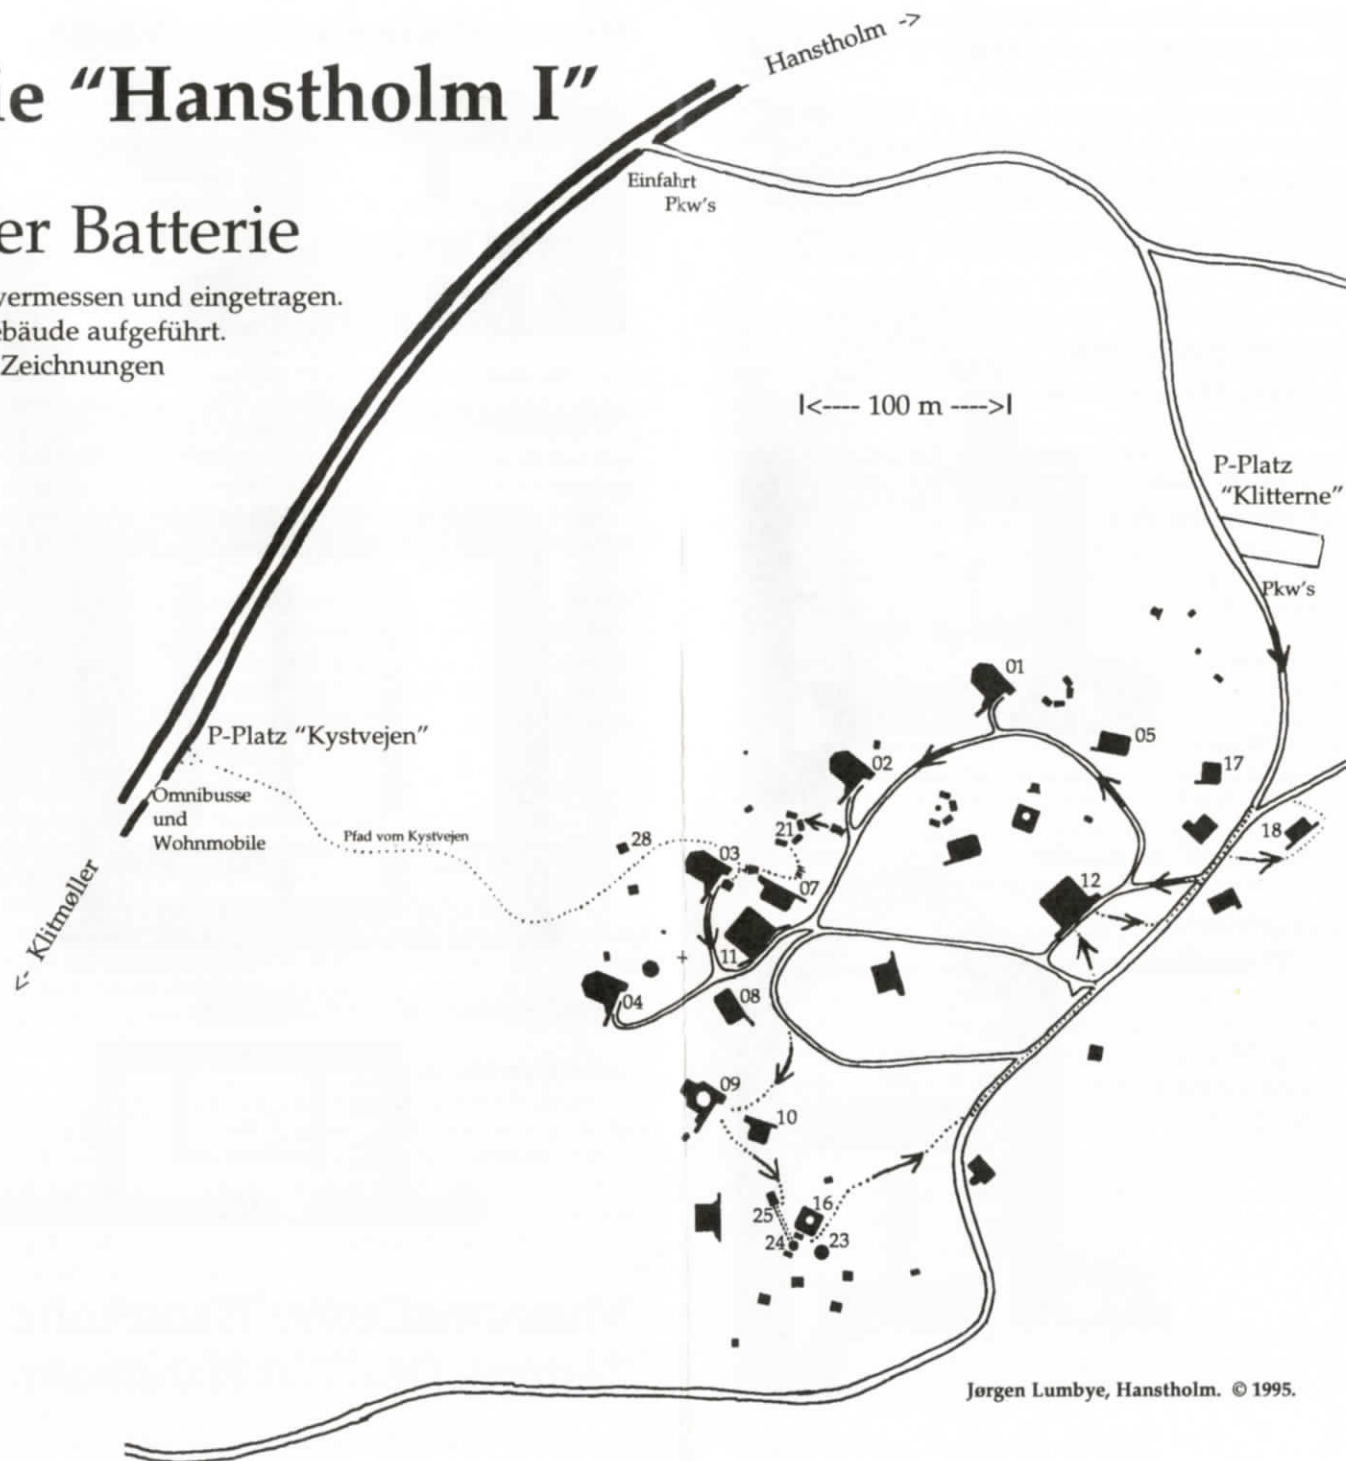 Hanstholm ->
ie “Hanstholm I”
Einfahrt
Pkw's
er Batterie
vermessen und eingetragen.
ebäude aufgeführt.
Zeichnungen
|<---- 100 m ---->|
P-Platz
“Klitterne”
Pkw's
01
05
17
02
P-Platz “Kystvejen”
Omnibusse
und
Wohnmobile
Pfad vom Kystvejen
28
21
18
03
07
12
<- Klitmøller
11
04
08
09
10
25
16
24
23
Jørgen Lumbye, Hanstholm. © 1995.